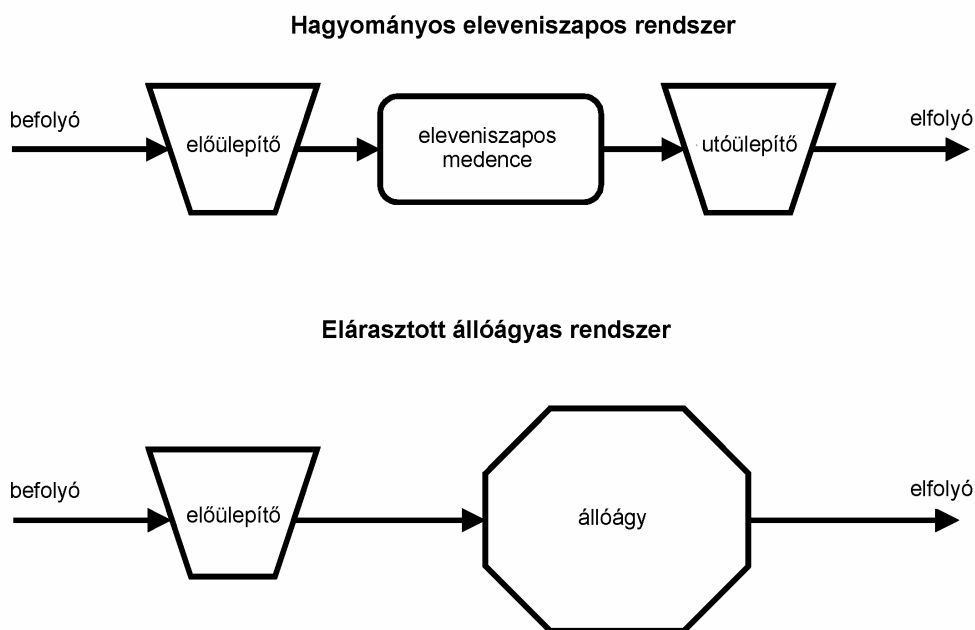 Hagyományos eleveniszapos rendszer
befolyó
előülepítő
eleveniszapos
medence
utóülepítő
elfolyó
Elárasztott állóágyas rendszer
befolyó
előülepítő
állóágy
elfolyó